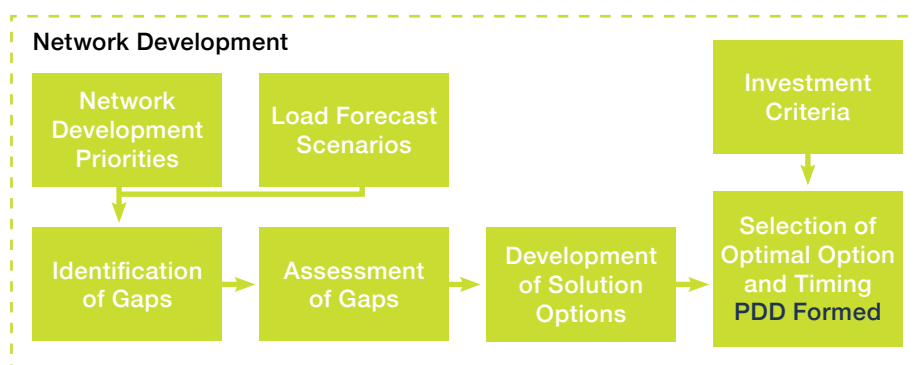 Network Development
Network
Development
Priorities
Load Forecast
Scenarios
Investment
Criteria
Identification
of Gaps
Assessment
of Gaps
Development
of Solution
Options
Selection of
Optimal Option
and Timing
PDD Formed